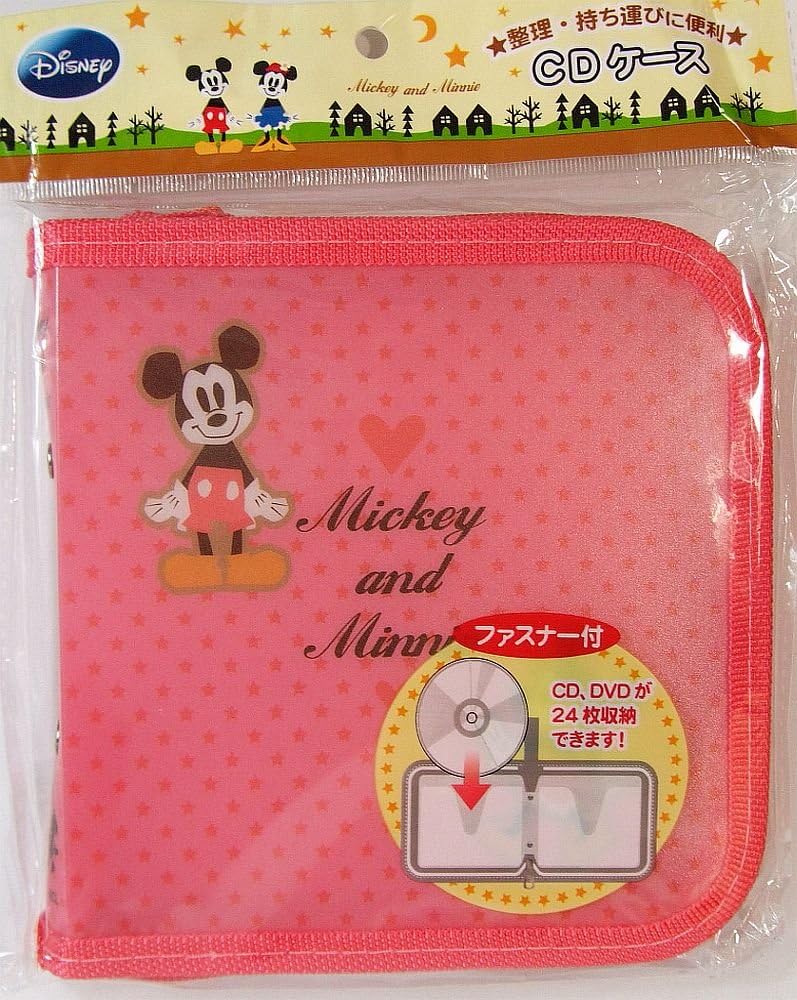 Disney
★整理・持ち運びに便利★
CDケース
Mickey and Minnie
Mickey
and
Minni
ファスナー付
CD、DVDが
24枚収納
できます!